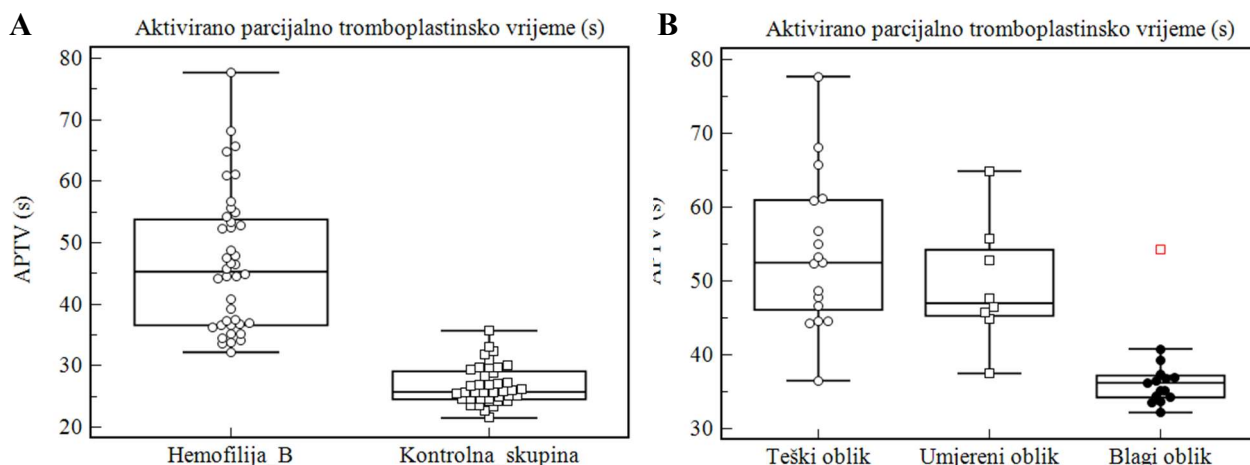 A
Aktivirano parcijalno tromboplastinsko vrijeme (s)
80
70
60
50
40
30
20
APTV (s)
Hemofilija B
Kontrolna skupina
B
Aktivirano parcijalno tromboplastinsko vrijeme (s)
80
70
60
50
40
30
APTV (s)
Teški oblik
Umjereni oblik
Blagi oblik